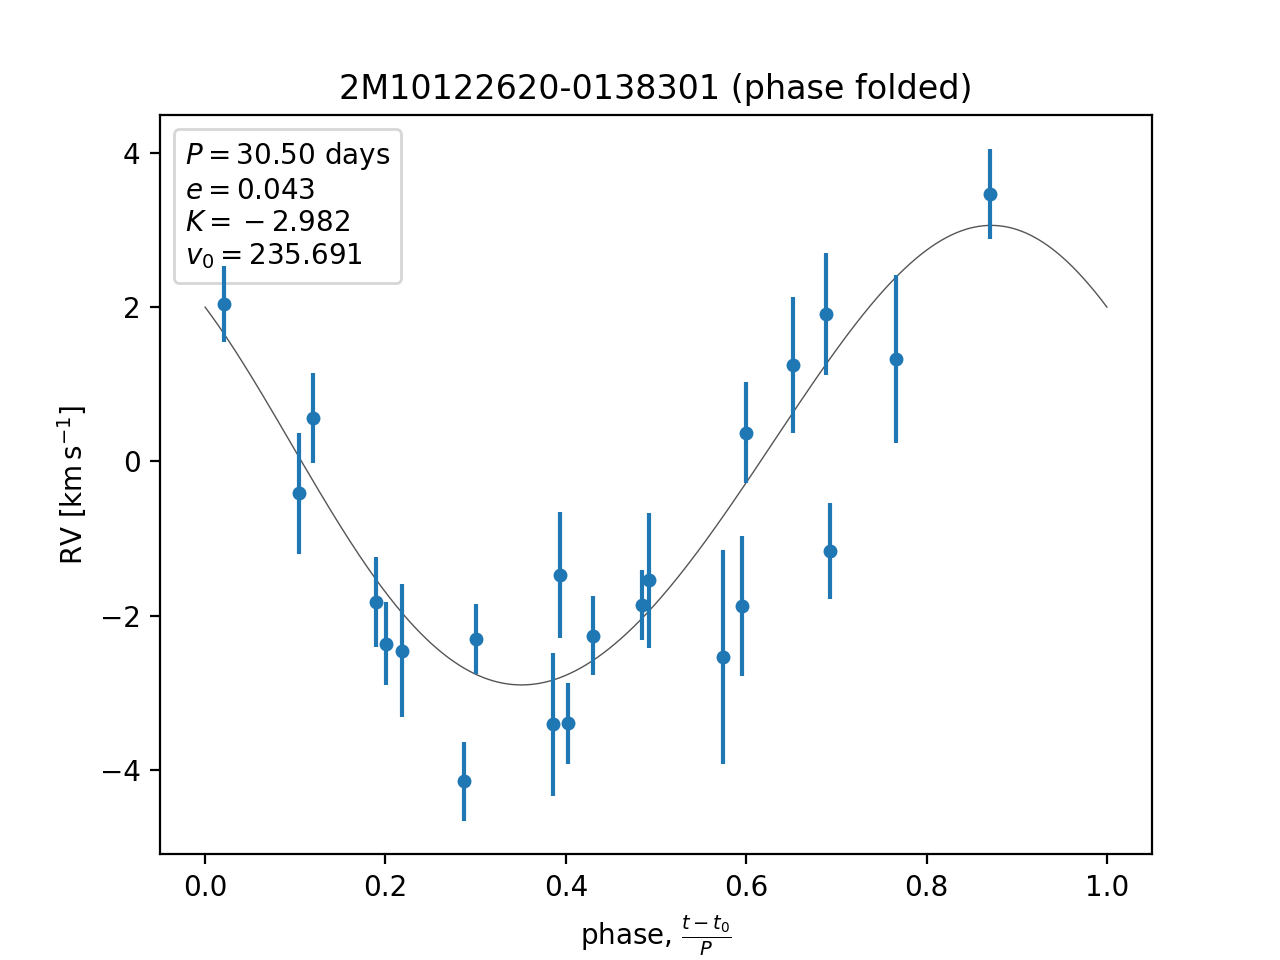 2M10122620-0138301 (phase folded)
P = 30.50 days
e = 0.043
K = −2.982
v₀ = 235.691
4
2
0
−2
−4
RV [km s⁻¹]
0.0 0.2 0.4 0.6 0.8 1.0
phase, (t − t₀)/P